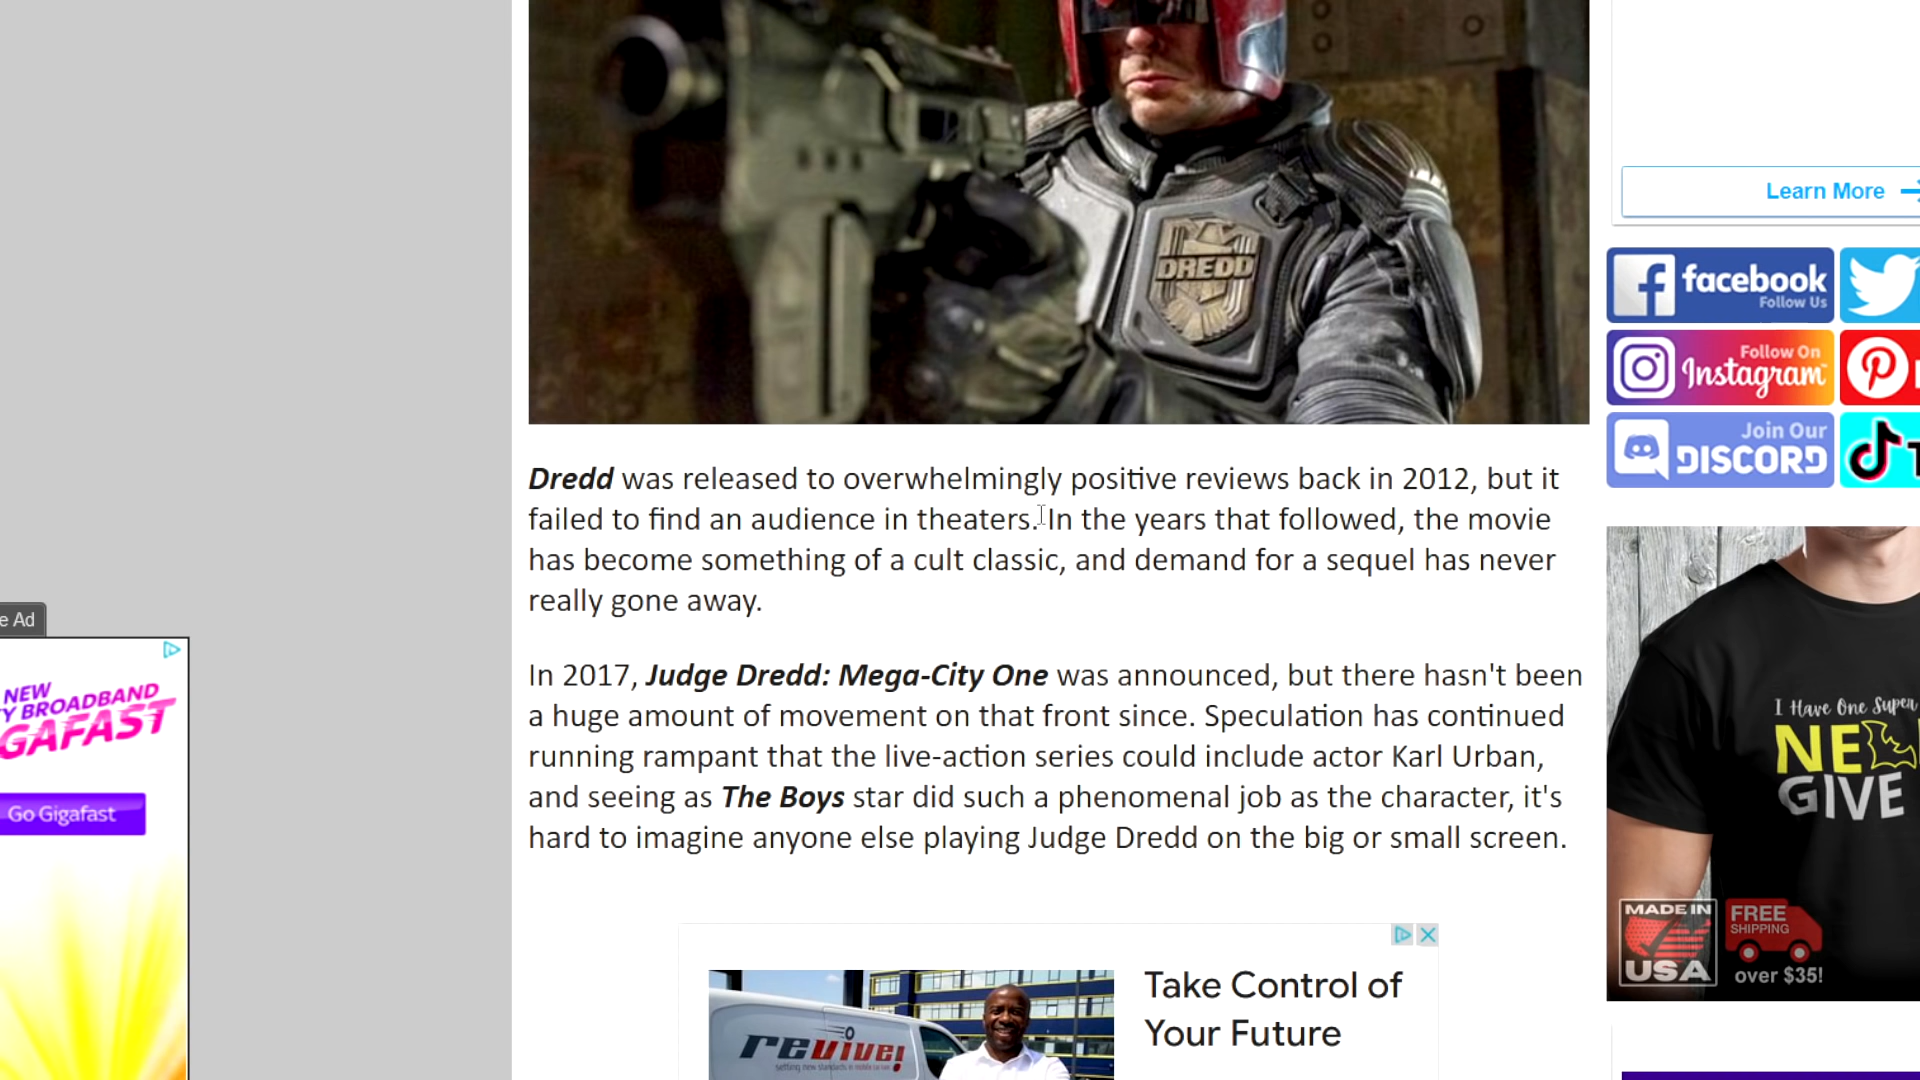 DREDD
Learn More
facebook
Follow Us
Follow On
Instagram
Join Our
DISCORD
Dredd was released to overwhelmingly positive reviews back in 2012, but it
failed to find an audience in theaters. In the years that followed, the movie
has become something of a cult classic, and demand for a sequel has never
really gone away.
In 2017, Judge Dredd: Mega-City One was announced, but there hasn't been
a huge amount of movement on that front since. Speculation has continued
running rampant that the live-action series could include actor Karl Urban,
and seeing as The Boys star did such a phenomenal job as the character, it's
hard to imagine anyone else playing Judge Dredd on the big or small screen.
e Ad
NEW
Y BROADBAND
GAFAST
Go Gigafast
I Have One Super
GIVE
MADE IN
USA
FREE
SHIPPING
over $35!
Take Control of
Your Future
revive!